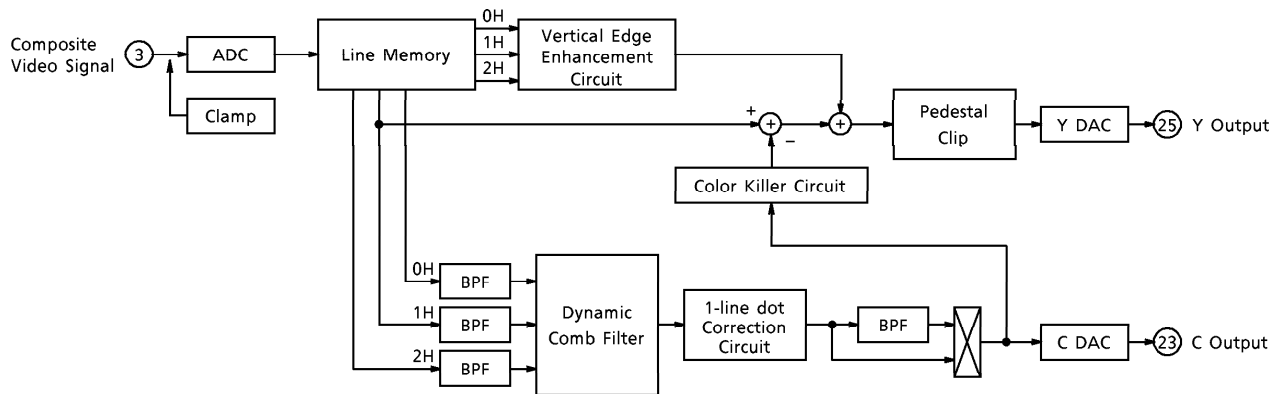 Composite
Video Signal
3
ADC
Clamp
Line Memory
0H
1H
2H
Vertical Edge
Enhancement
Circuit
+
+
−
+
Pedestal
Clip
Y DAC
25
Y Output
Color Killer Circuit
0H
BPF
1H
BPF
2H
BPF
Dynamic
Comb Filter
1-line dot
Correction
Circuit
BPF
C DAC
23
C Output